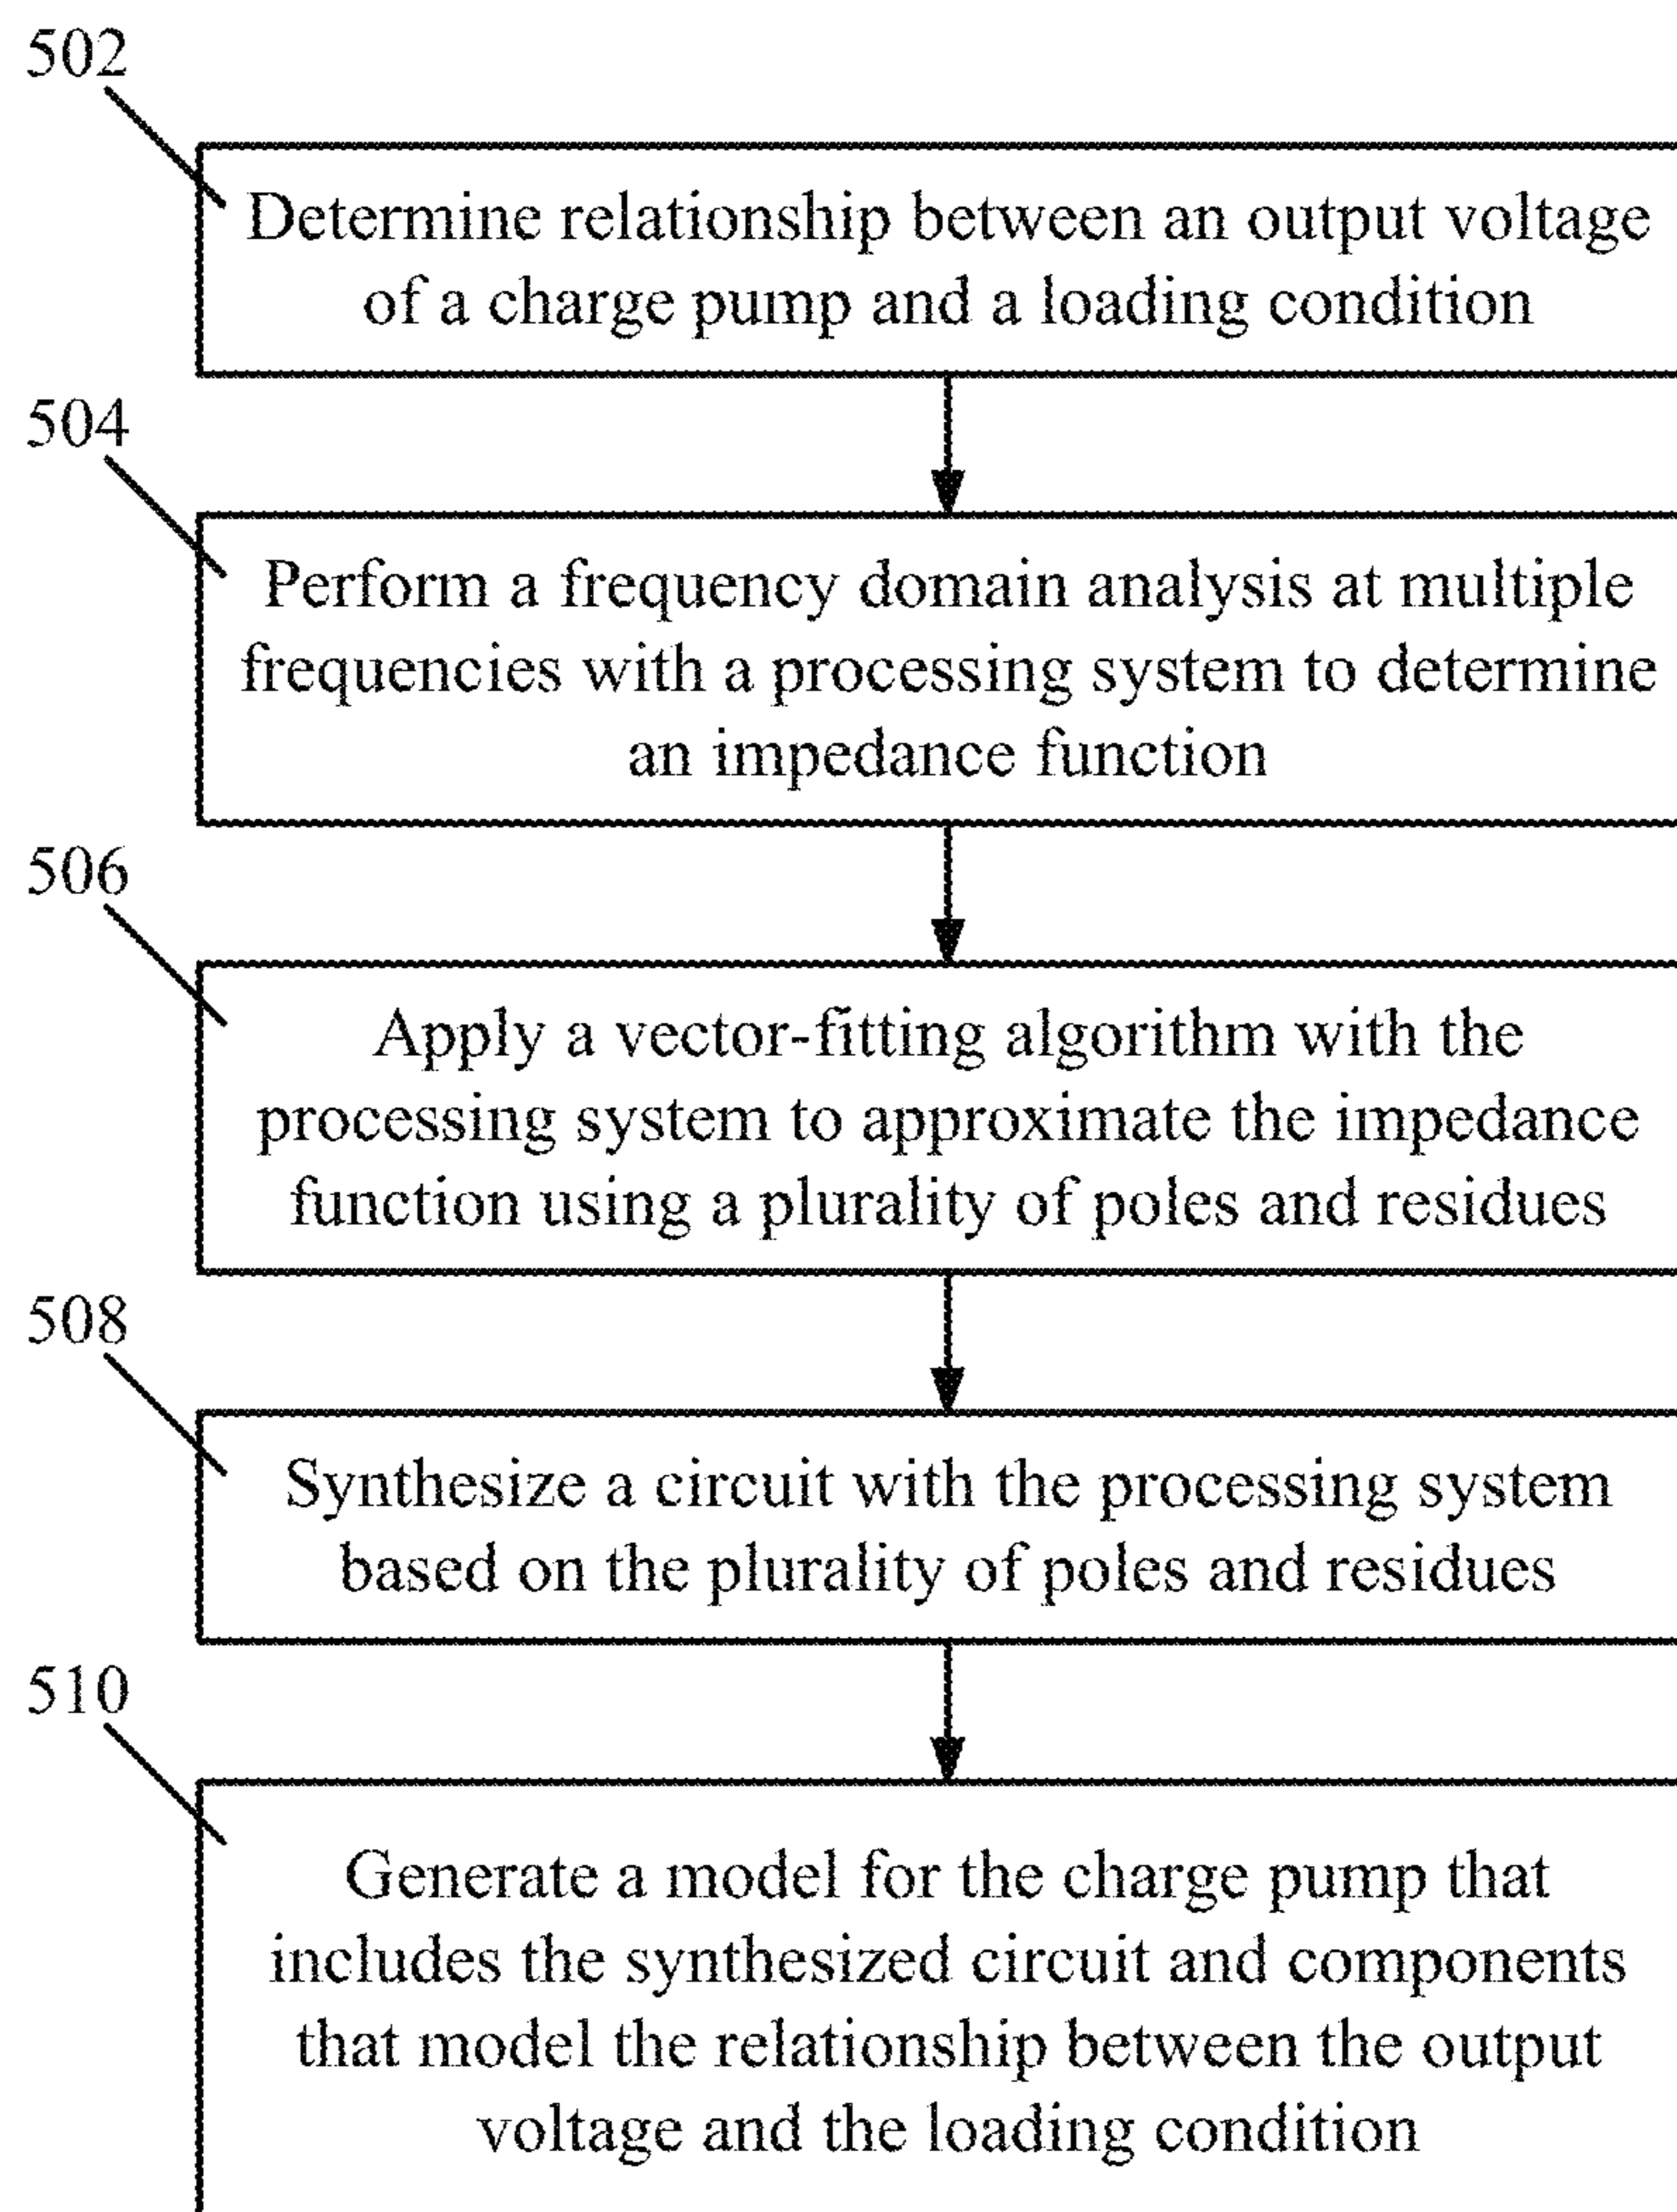 502
Determine relationship between an output voltage
of a charge pump and a loading condition
504
Perform a frequency domain analysis at multiple
frequencies with a processing system to determine
an impedance function
506
Apply a vector-fitting algorithm with the
processing system to approximate the impedance
function using a plurality of poles and residues
508
Synthesize a circuit with the processing system
based on the plurality of poles and residues
510
Generate a model for the charge pump that
includes the synthesized circuit and components
that model the relationship between the output
voltage and the loading condition